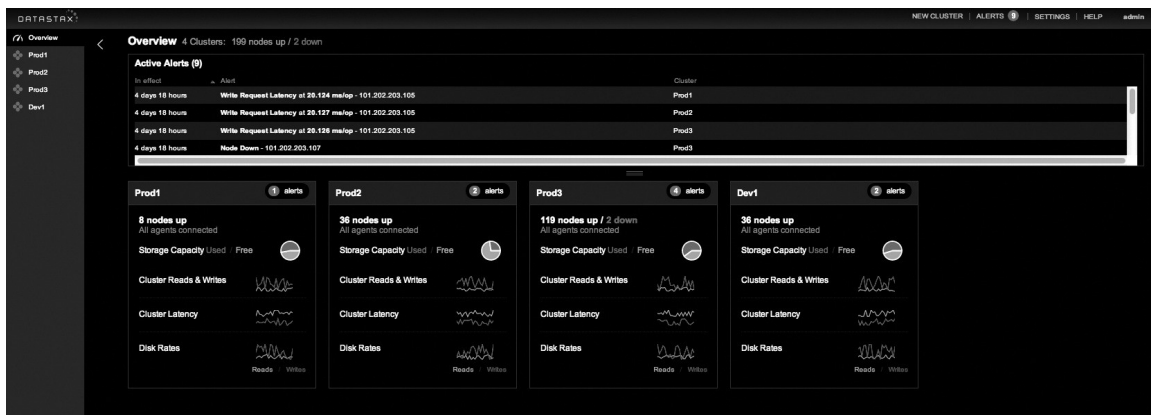 DATASTAX
NEW CLUSTER | ALERTS 9 | SETTINGS | HELP admin
Overview
Prod1
Prod2
Prod3
Dev1
Overview 4 Clusters: 199 nodes up / 2 down
Active Alerts (9)
In effect Alert Cluster
4 days 18 hours Write Request Latency at 20.124 ms/op - 101.202.203.105 Prod1
4 days 18 hours Write Request Latency at 20.127 ms/op - 101.202.203.105 Prod2
4 days 18 hours Write Request Latency at 20.126 ms/op - 101.202.203.105 Prod3
4 days 18 hours Node Down - 101.202.203.107 Prod3
Prod1 1 alerts
8 nodes up
All agents connected
Storage Capacity Used / Free
Cluster Reads & Writes
Cluster Latency
Disk Rates
Reads / Writes
Prod2 2 alerts
36 nodes up
All agents connected
Storage Capacity Used / Free
Cluster Reads & Writes
Cluster Latency
Disk Rates
Reads / Writes
Prod3 4 alerts
119 nodes up / 2 down
All agents connected
Storage Capacity Used / Free
Cluster Reads & Writes
Cluster Latency
Disk Rates
Reads / Writes
Dev1 2 alerts
36 nodes up
All agents connected
Storage Capacity Used / Free
Cluster Reads & Writes
Cluster Latency
Disk Rates
Reads / Writes